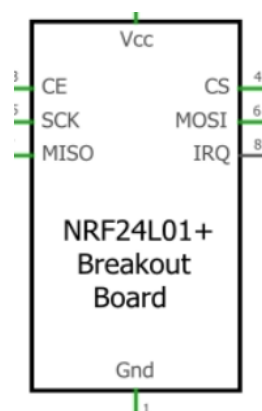 Vcc
3 CE CS 4
5 SCK MOSI 6
MISO IRQ 8
NRF24L01+
Breakout
Board
Gnd
1